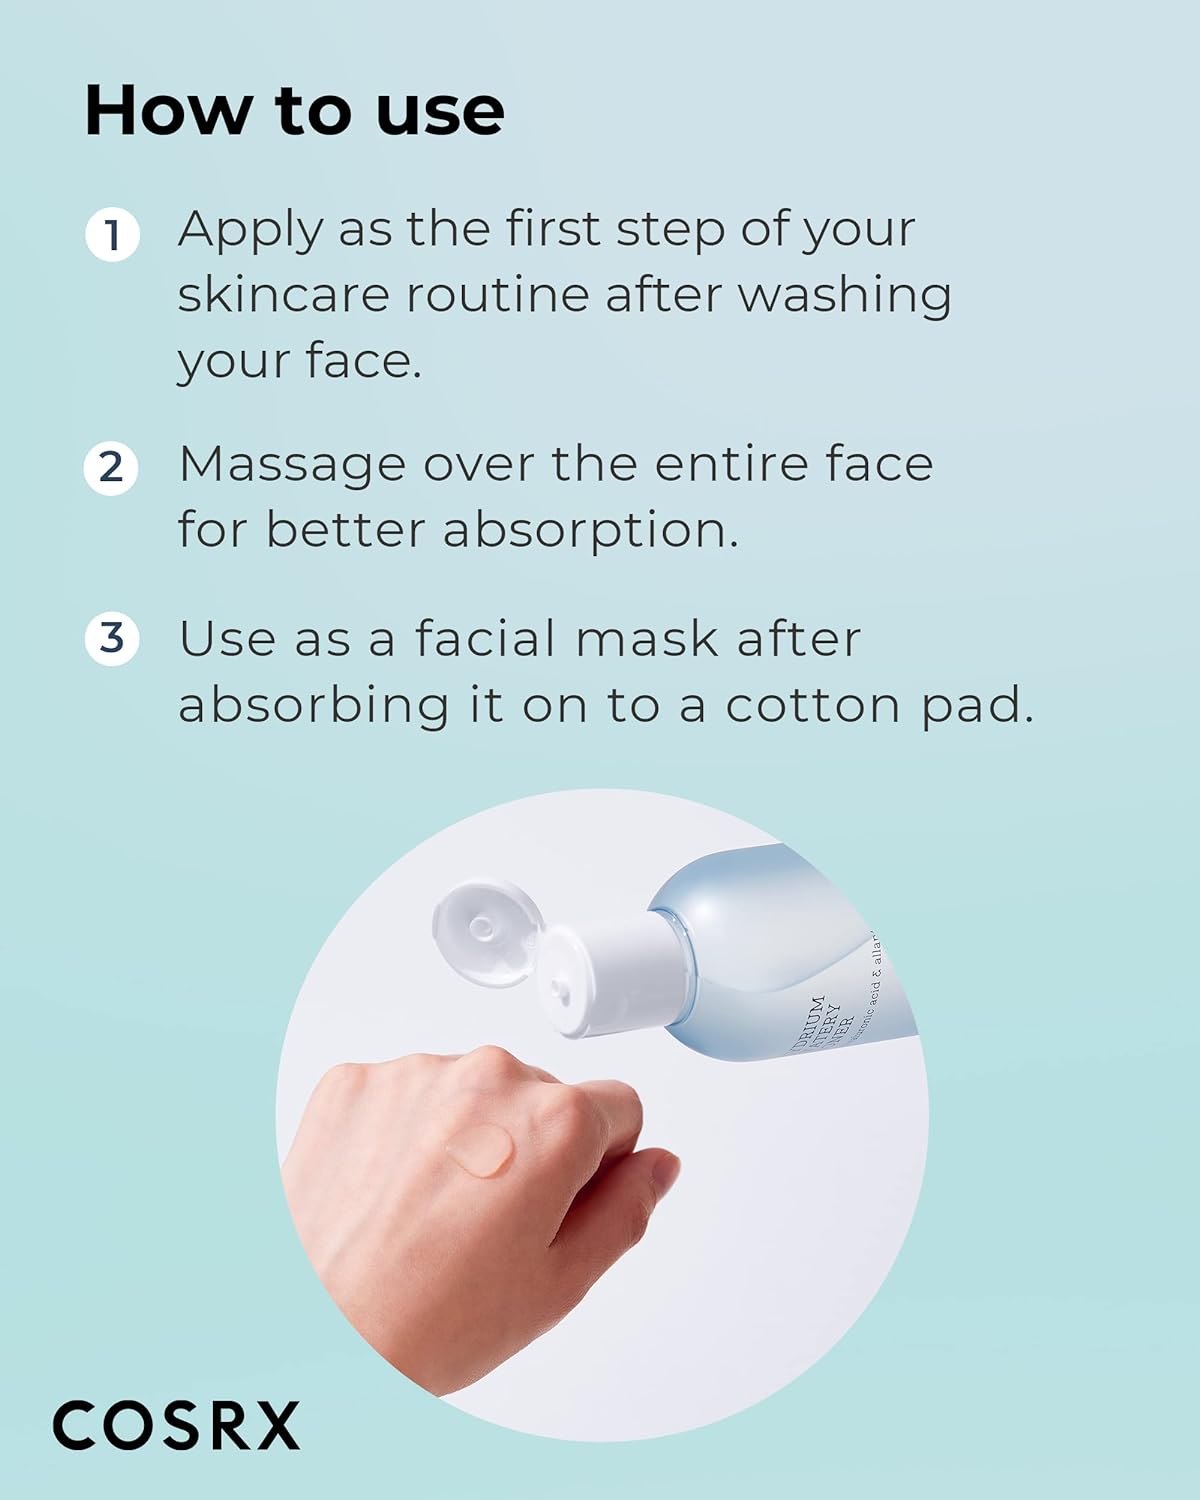 How to use
1 Apply as the first step of your
skincare routine after washing
your face.
2 Massage over the entire face
for better absorption.
3 Use as a facial mask after
absorbing it on to a cotton pad.
acid & 
COSRX